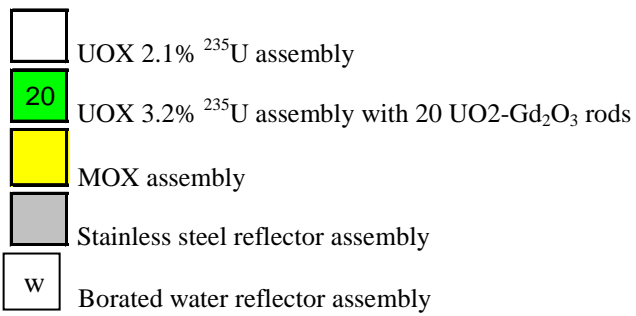 UOX 2.1% ²³⁵U assembly
20 UOX 3.2% ²³⁵U assembly with 20 UO2-Gd₂O₃ rods
MOX assembly
Stainless steel reflector assembly
w Borated water reflector assembly